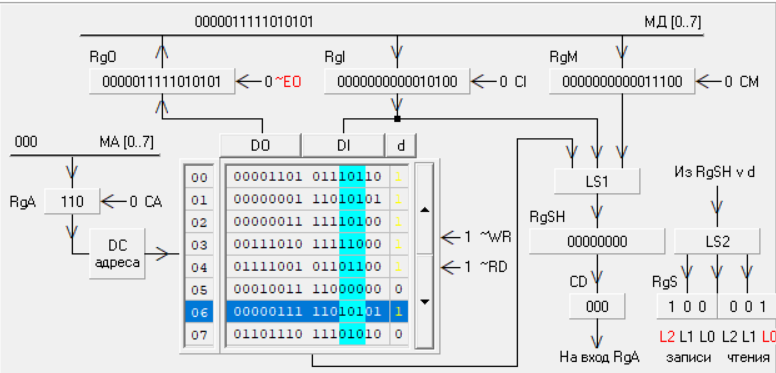 0000011111010101 МД [0..7]
RgO RgI RgM
0000011111010101 0 ~EO 0000000000010100 0 CI 0000000000011100 0 CM
000 МА [0..7] DO DI d
RgA 110 0 CA
DC
адреса
00 00001101 01110110 1
01 00000001 11010101 1
02 00000011 11110100 1
03 00111010 11111000 1
04 01111001 01101100 1
05 00010011 11000000 0
06 00000111 11010101 1
07 01101110 11101010 0
1 ~WR
1 ~RD
LS1 Из RgSH v d
RgSH
00000000 LS2
CD RgS
000 1 0 0 0 0 1
На вход RgA L2 L1 L0 L2 L1 L0
записи чтения